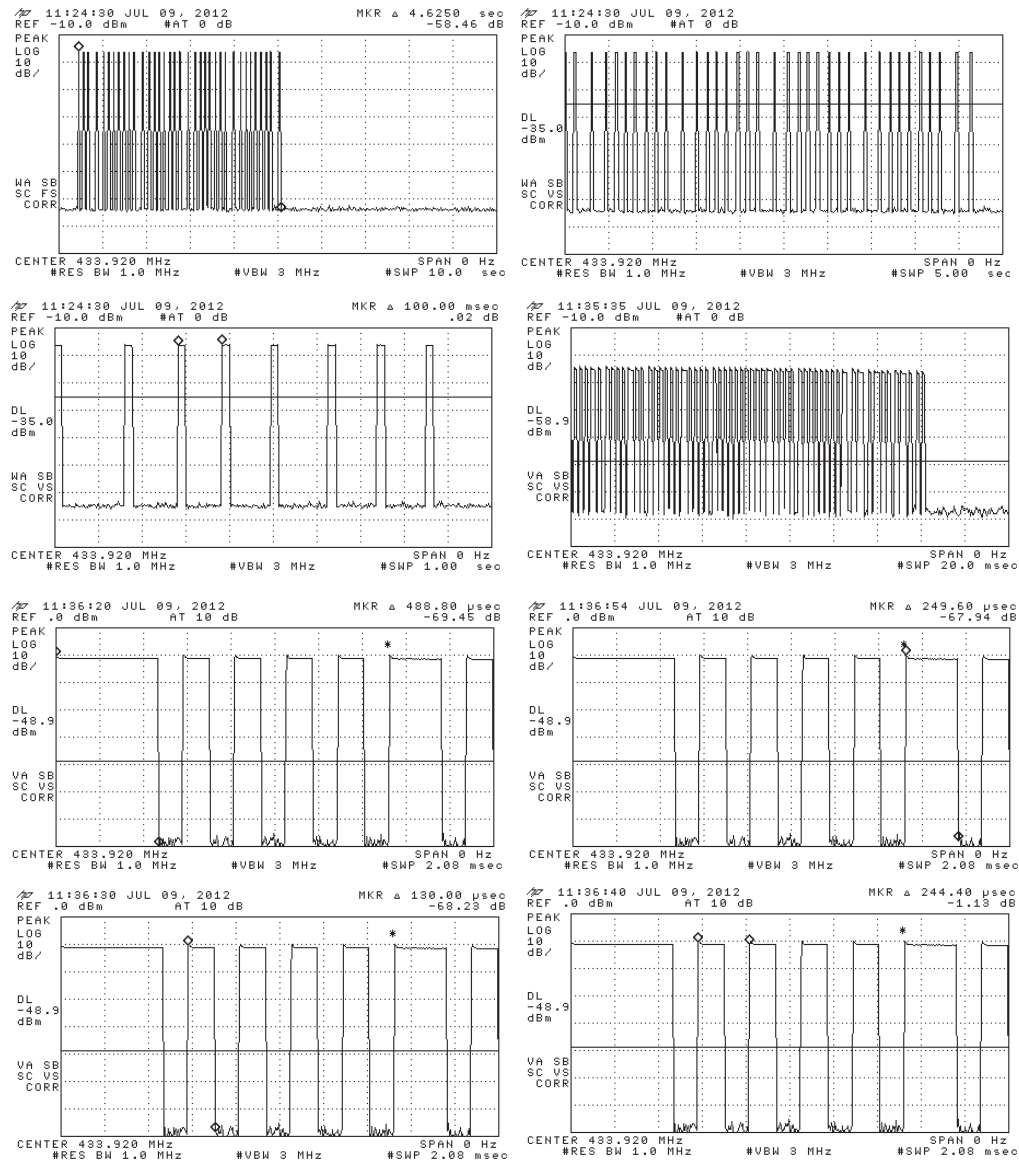 11:24:30 JUL 09, 2012 MKR Δ 4.6250 sec
REF -10.0 dBm #AT 0 dB -58.46 dB
PEAK
LOG
10
dB/
WA SB
SC FS
CORR
CENTER 433.920 MHz SPAN 0 Hz
#RES BW 1.0 MHz #VBW 3 MHz #SWP 10.0 sec
11:24:30 JUL 09, 2012
REF -10.0 dBm #AT 0 dB
PEAK
LOG
10
dB/
DL
-35.0
dBm
WA SB
SC VS
CORR
CENTER 433.920 MHz SPAN 0 Hz
#RES BW 1.0 MHz #VBW 3 MHz #SWP 5.00 sec
11:24:30 JUL 09, 2012 MKR Δ 100.00 msec
REF -10.0 dBm #AT 0 dB .02 dB
PEAK
LOG
10
dB/
DL
-35.0
dBm
WA SB
SC VS
CORR
CENTER 433.920 MHz SPAN 0 Hz
#RES BW 1.0 MHz #VBW 3 MHz #SWP 1.00 sec
11:35:35 JUL 09, 2012
REF -10.0 dBm #AT 0 dB
PEAK
LOG
10
dB/
DL
-58.9
dBm
VA SB
SC VS
CORR
CENTER 433.920 MHz SPAN 0 Hz
#RES BW 1.0 MHz #VBW 3 MHz #SWP 20.0 msec
11:36:20 JUL 09, 2012 MKR Δ 488.80 µsec
REF .0 dBm AT 10 dB -69.45 dB
PEAK
LOG
10
dB/
DL
-48.9
dBm
VA SB
SC VS
CORR
CENTER 433.920 MHz SPAN 0 Hz
#RES BW 1.0 MHz #VBW 3 MHz #SWP 2.08 msec
11:36:54 JUL 09, 2012 MKR Δ 249.60 µsec
REF .0 dBm AT 10 dB -67.94 dB
PEAK
LOG
10
dB/
DL
-48.9
dBm
VA SB
SC VS
CORR
CENTER 433.920 MHz SPAN 0 Hz
#RES BW 1.0 MHz #VBW 3 MHz #SWP 2.08 msec
11:36:30 JUL 09, 2012 MKR Δ 130.00 µsec
REF .0 dBm AT 10 dB -68.23 dB
PEAK
LOG
10
dB/
DL
-48.9
dBm
VA SB
SC VS
CORR
CENTER 433.920 MHz SPAN 0 Hz
#RES BW 1.0 MHz #VBW 3 MHz #SWP 2.08 msec
11:36:40 JUL 09, 2012 MKR Δ 244.40 µsec
REF .0 dBm AT 10 dB -1.13 dB
PEAK
LOG
10
dB/
DL
-48.9
dBm
VA SB
SC VS
CORR
CENTER 433.920 MHz SPAN 0 Hz
#RES BW 1.0 MHz #VBW 3 MHz #SWP 2.08 msec